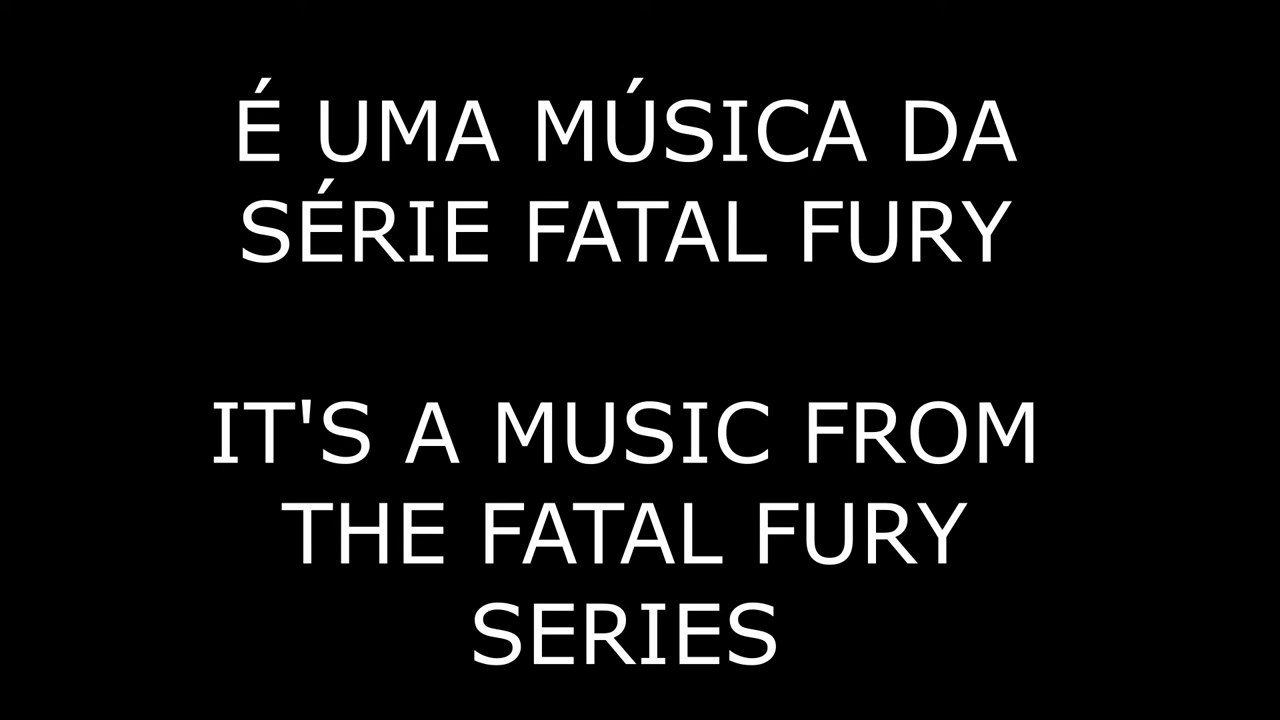 É UMA MÚSICA DA
SÉRIE FATAL FURY
IT'S A MUSIC FROM
THE FATAL FURY
SERIES